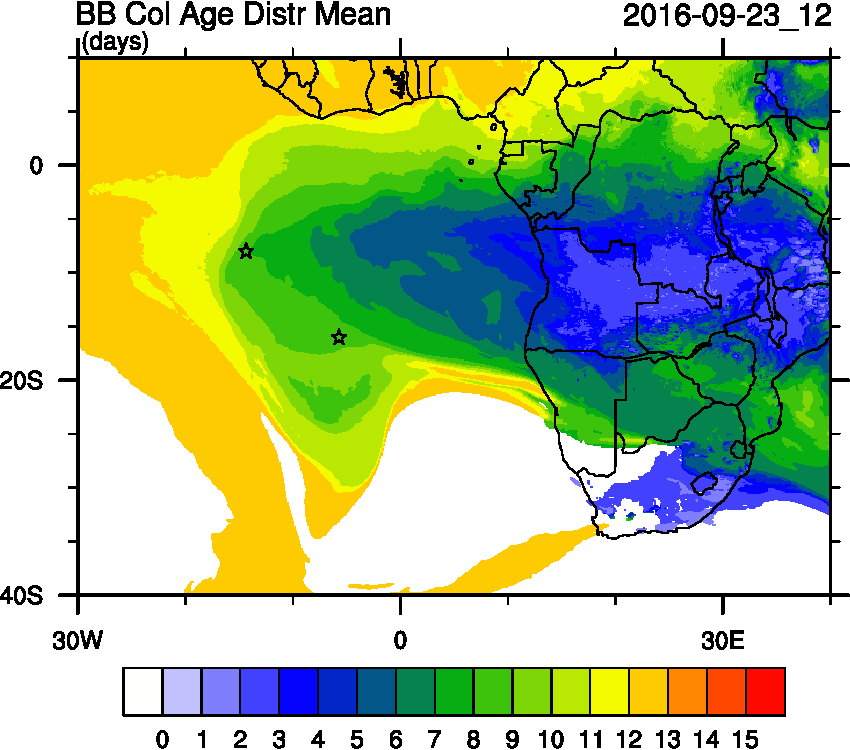 BB Col Age Distr Mean 2016-09-23_12
(days)
0
20S
40S
30W 0 30E
0 1 2 3 4 5 6 7 8 9 10 11 12 13 14 15